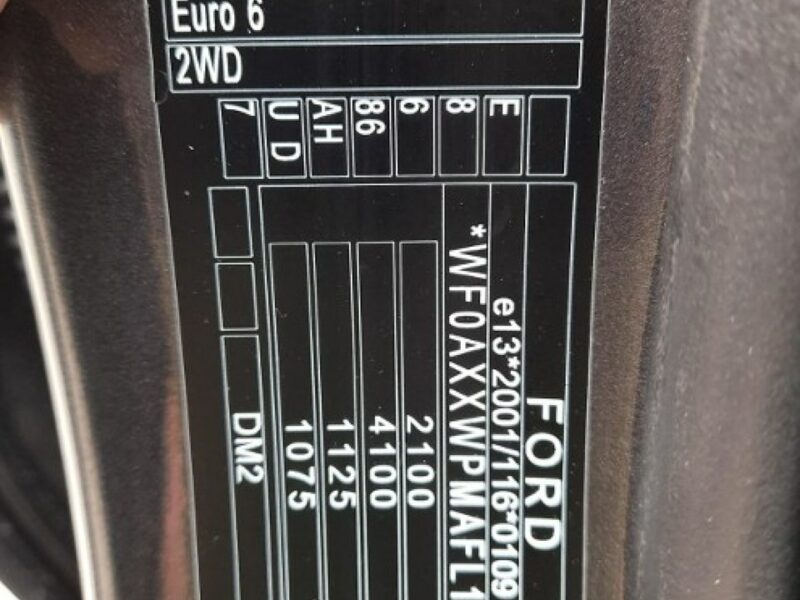 Euro 6
2WD
E
8
6
86
AH
U D
7
FORD
e13*2001/116*0109
*WF0AXXWPMAFL1
2100
4100
1125
1075
DM2